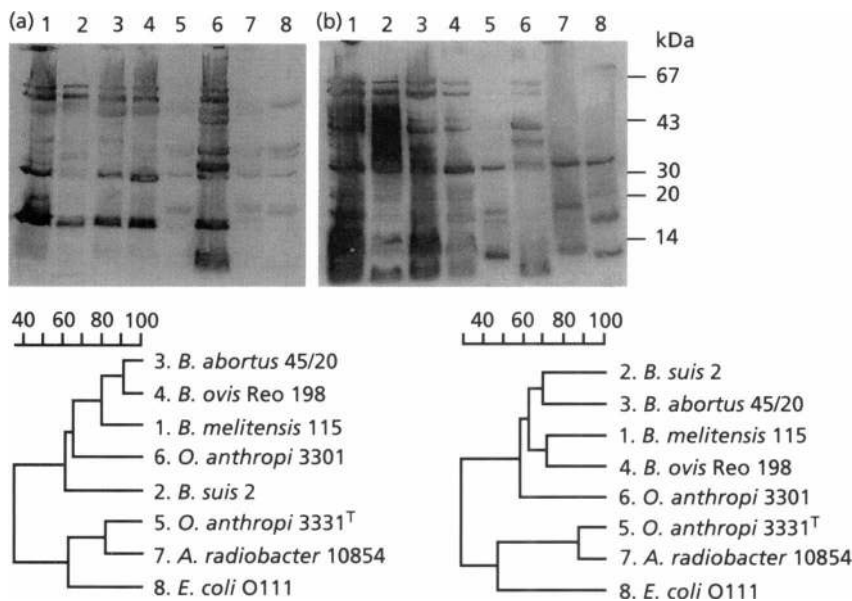 (a) 1 2 3 4 5 6 7 8
(b) 1 2 3 4 5 6 7 8
kDa
67
43
30
20
14
40 60 80 100
3. B. abortus 45/20
4. B. ovis Reo 198
1. B. melitensis 115
6. O. anthropi 3301
2. B. suis 2
5. O. anthropi 3331ᵀ
7. A. radiobacter 10854
8. E. coli O111
40 60 80 100
2. B. suis 2
3. B. abortus 45/20
1. B. melitensis 115
4. B. ovis Reo 198
6. O. anthropi 3301
5. O. anthropi 3331ᵀ
7. A. radiobacter 10854
8. E. coli O111